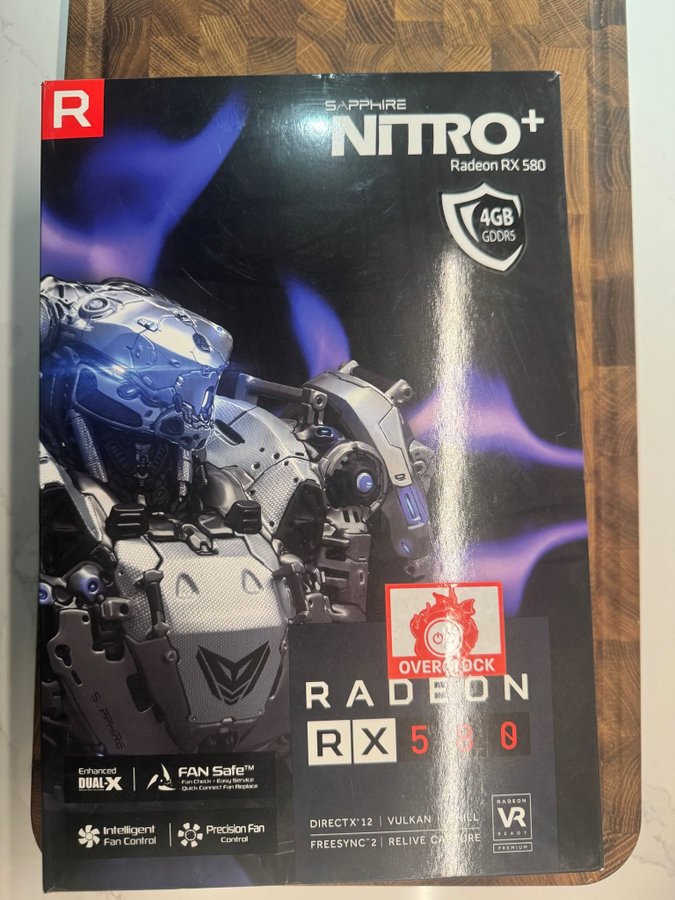 R
SAPPHIRE
NITRO+
Radeon RX 580
4GB
GDDR5
OVERCLOCK
RADEON
RX 580
SAPPHIRE
Enhanced
DUAL-X
FAN Safe™
Fan Check • Easy Service
Quick Connect Fan Replace
Intelligent
Fan Control
Precision Fan
Control
DIRECTX®12 | VULKAN | CHILL
FREESYNC™2 | RELIVE CAPTURE
RADEON
VR
READY
PREMIUM